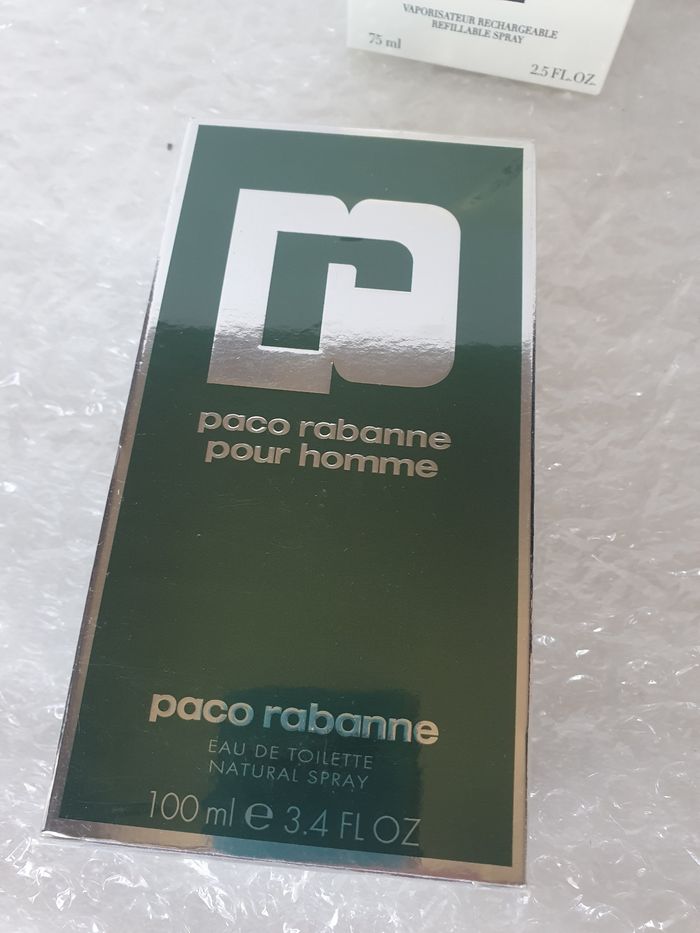 VAPORISATEUR RECHARGEABLE
REFILLABLE SPRAY
75 ml 2.5 FL.OZ.
paco rabanne
pour homme
paco rabanne
EAU DE TOILETTE
NATURAL SPRAY
100 ml e 3.4 FL OZ